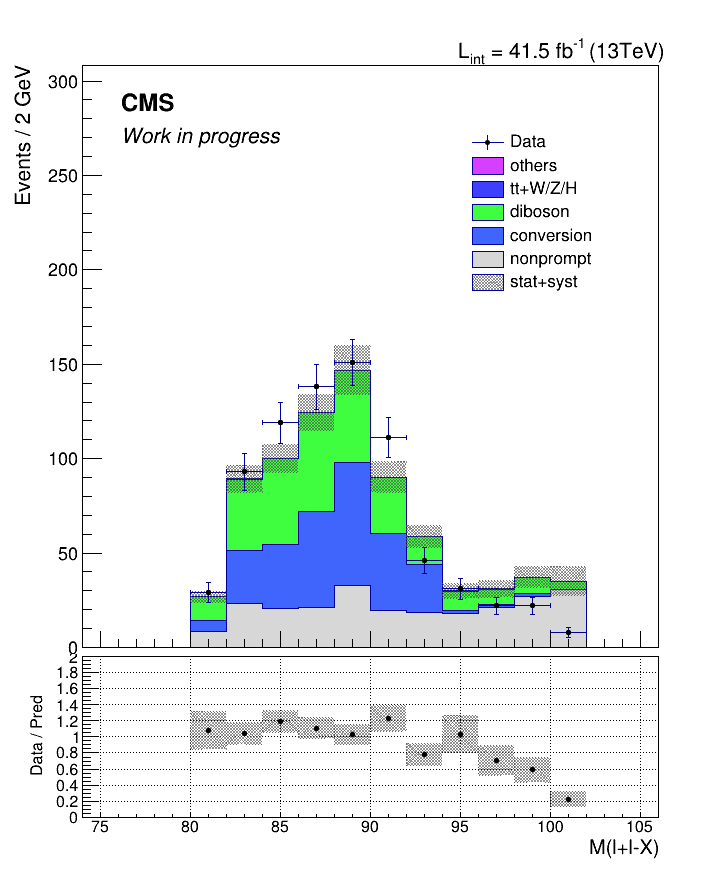 L_int = 41.5 fb^-1 (13TeV)
Events / 2 GeV
300
250
200
150
100
50
0
CMS
Work in progress
Data
others
tt+W/Z/H
diboson
conversion
nonprompt
stat+syst
Data / Pred
2
1.8
1.6
1.4
1.2
1
0.8
0.6
0.4
0.2
0
75 80 85 90 95 100 105
M(l+l-X)